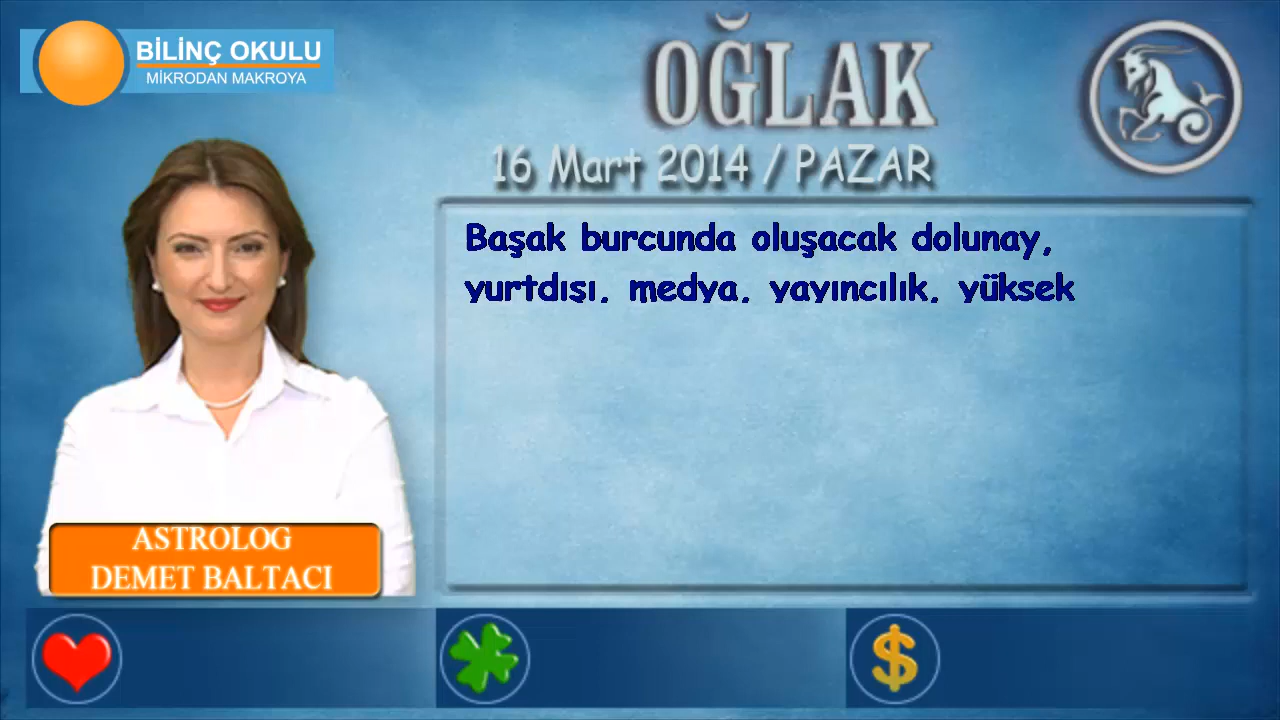 BİLİNÇ OKULU
MİKRODAN MAKROYA
OĞLAK
16 Mart 2014 / PAZAR
Başak burcunda oluşacak dolunay,
yurtdışı, medya, yayıncılık, yüksek
ASTROLOG
DEMET BALTACI